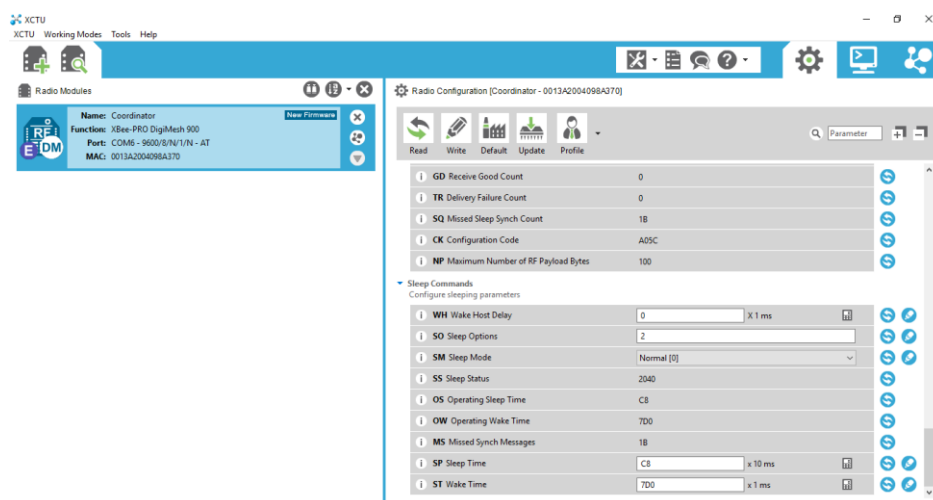 XCTU
XCTU Working Modes Tools Help
Radio Modules
Name: Coordinator
New Firmware
Function: XBee-PRO DigiMesh 900
Port: COM6 - 9600/8/N/1/N - AT
MAC: 0013A2004098A370
RF
E DM
Radio Configuration [Coordinator - 0013A2004098A370]
Read Write Default Update Profile
Parameter
i GD Receive Good Count 0
i TR Delivery Failure Count 0
i SQ Missed Sleep Synch Count 1B
i CK Configuration Code A05C
i NP Maximum Number of RF Payload Bytes 100
Sleep Commands
Configure sleeping parameters
i WH Wake Host Delay 0 X 1 ms
i SO Sleep Options 2
i SM Sleep Mode Normal [0]
i SS Sleep Status 2040
i OS Operating Sleep Time C8
i OW Operating Wake Time 7D0
i MS Missed Synch Messages 1B
i SP Sleep Time C8 x 10 ms
i ST Wake Time 7D0 x 1 ms